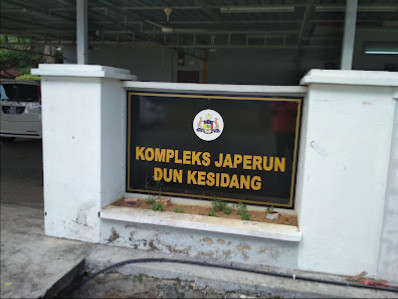 KOMPLEKS JAPERUN
DUN KESIDANG